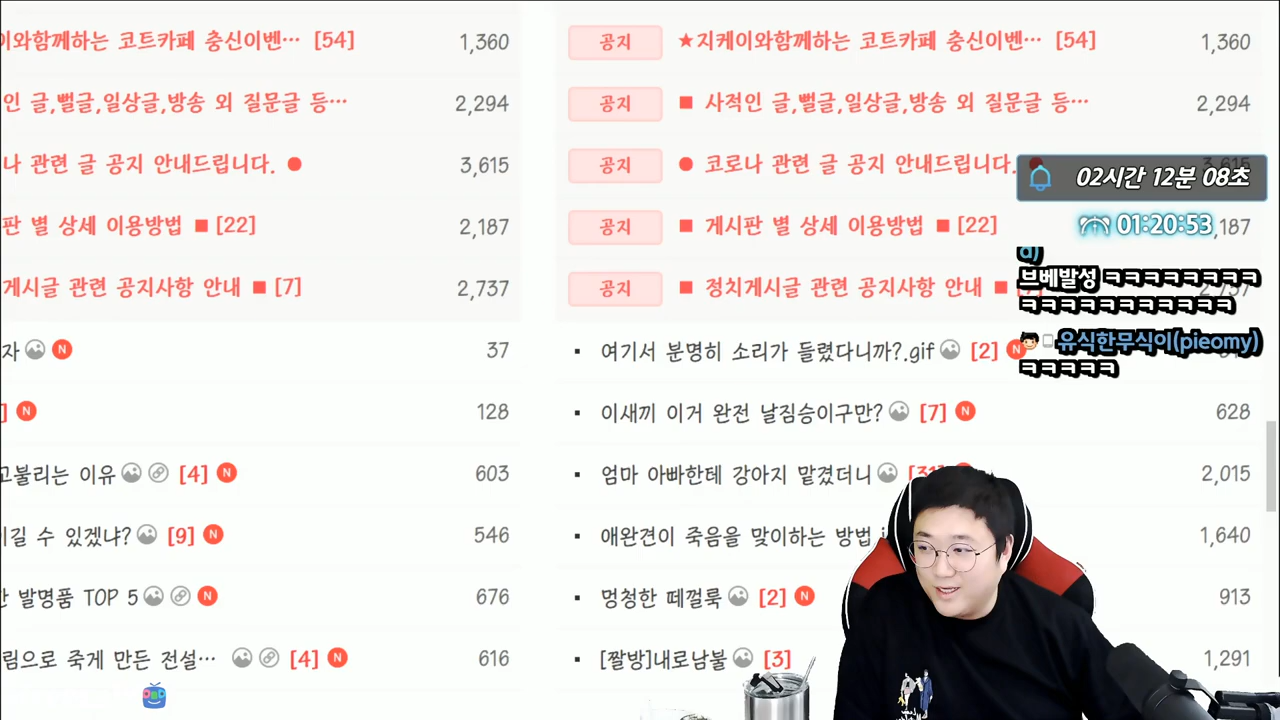 이와함께하는 코트카페 충신이벤… [54] 1,360
인 글,뻘글,일상글,방송 외 질문글 등… 2,294
나 관련 글 공지 안내드립니다. ● 3,615
판 별 상세 이용방법 ■ [22] 2,187
게시글 관련 공지사항 안내 ■ [7] 2,737
자 N 37
] N 128
고불리는 이유 [4] N 603
이길 수 있겠냐? [9] N 546
발명품 TOP 5 N 676
림으로 죽게 만든 전설… [4] N 616
공지 ★지케이와함께하는 코트카페 충신이벤… [54] 1,360
공지 ■ 사적인 글,뻘글,일상글,방송 외 질문글 등… 2,294
공지 ● 코로나 관련 글 공지 안내드립니다. 3,615
공지 ■ 게시판 별 상세 이용방법 ■ [22] ,187
공지 ■ 정치게시글 관련 공지사항 안내 ■
여기서 분명히 소리가 들렸다니까?.gif [2] N
이새끼 이거 완전 날짐승이구만? [7] N 628
엄마 아빠한테 강아지 맡겼더니 2,015
애완견이 죽음을 맞이하는 방법 1,640
멍청한 떼껄룩 [2] N 913
[짤방]내로남불 [3] 1,291
02시간 12분 08초
01:20:53
브베발성 ㅋㅋㅋㅋㅋㅋㅋㅋ
ㅋㅋㅋㅋㅋㅋㅋㅋㅋㅋㅋ
유식한무식이(pieomy)
ㅋㅋㅋㅋㅋ